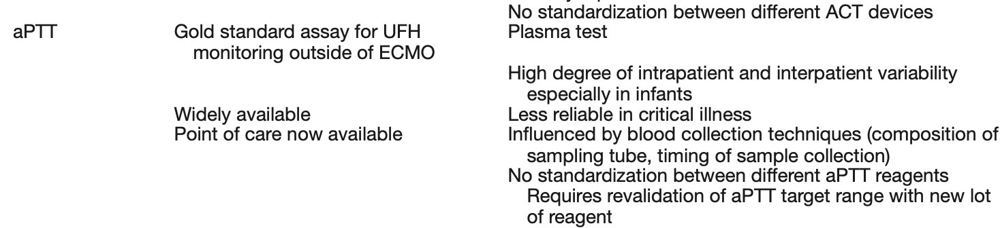 No standardization between different ACT devices
aPTT Gold standard assay for UFH Plasma test
monitoring outside of ECMO
High degree of intrapatient and interpatient variability
especially in infants
Widely available Less reliable in critical illness
Point of care now available Influenced by blood collection techniques (composition of
sampling tube, timing of sample collection)
No standardization between different aPTT reagents
Requires revalidation of aPTT target range with new lot
of reagent